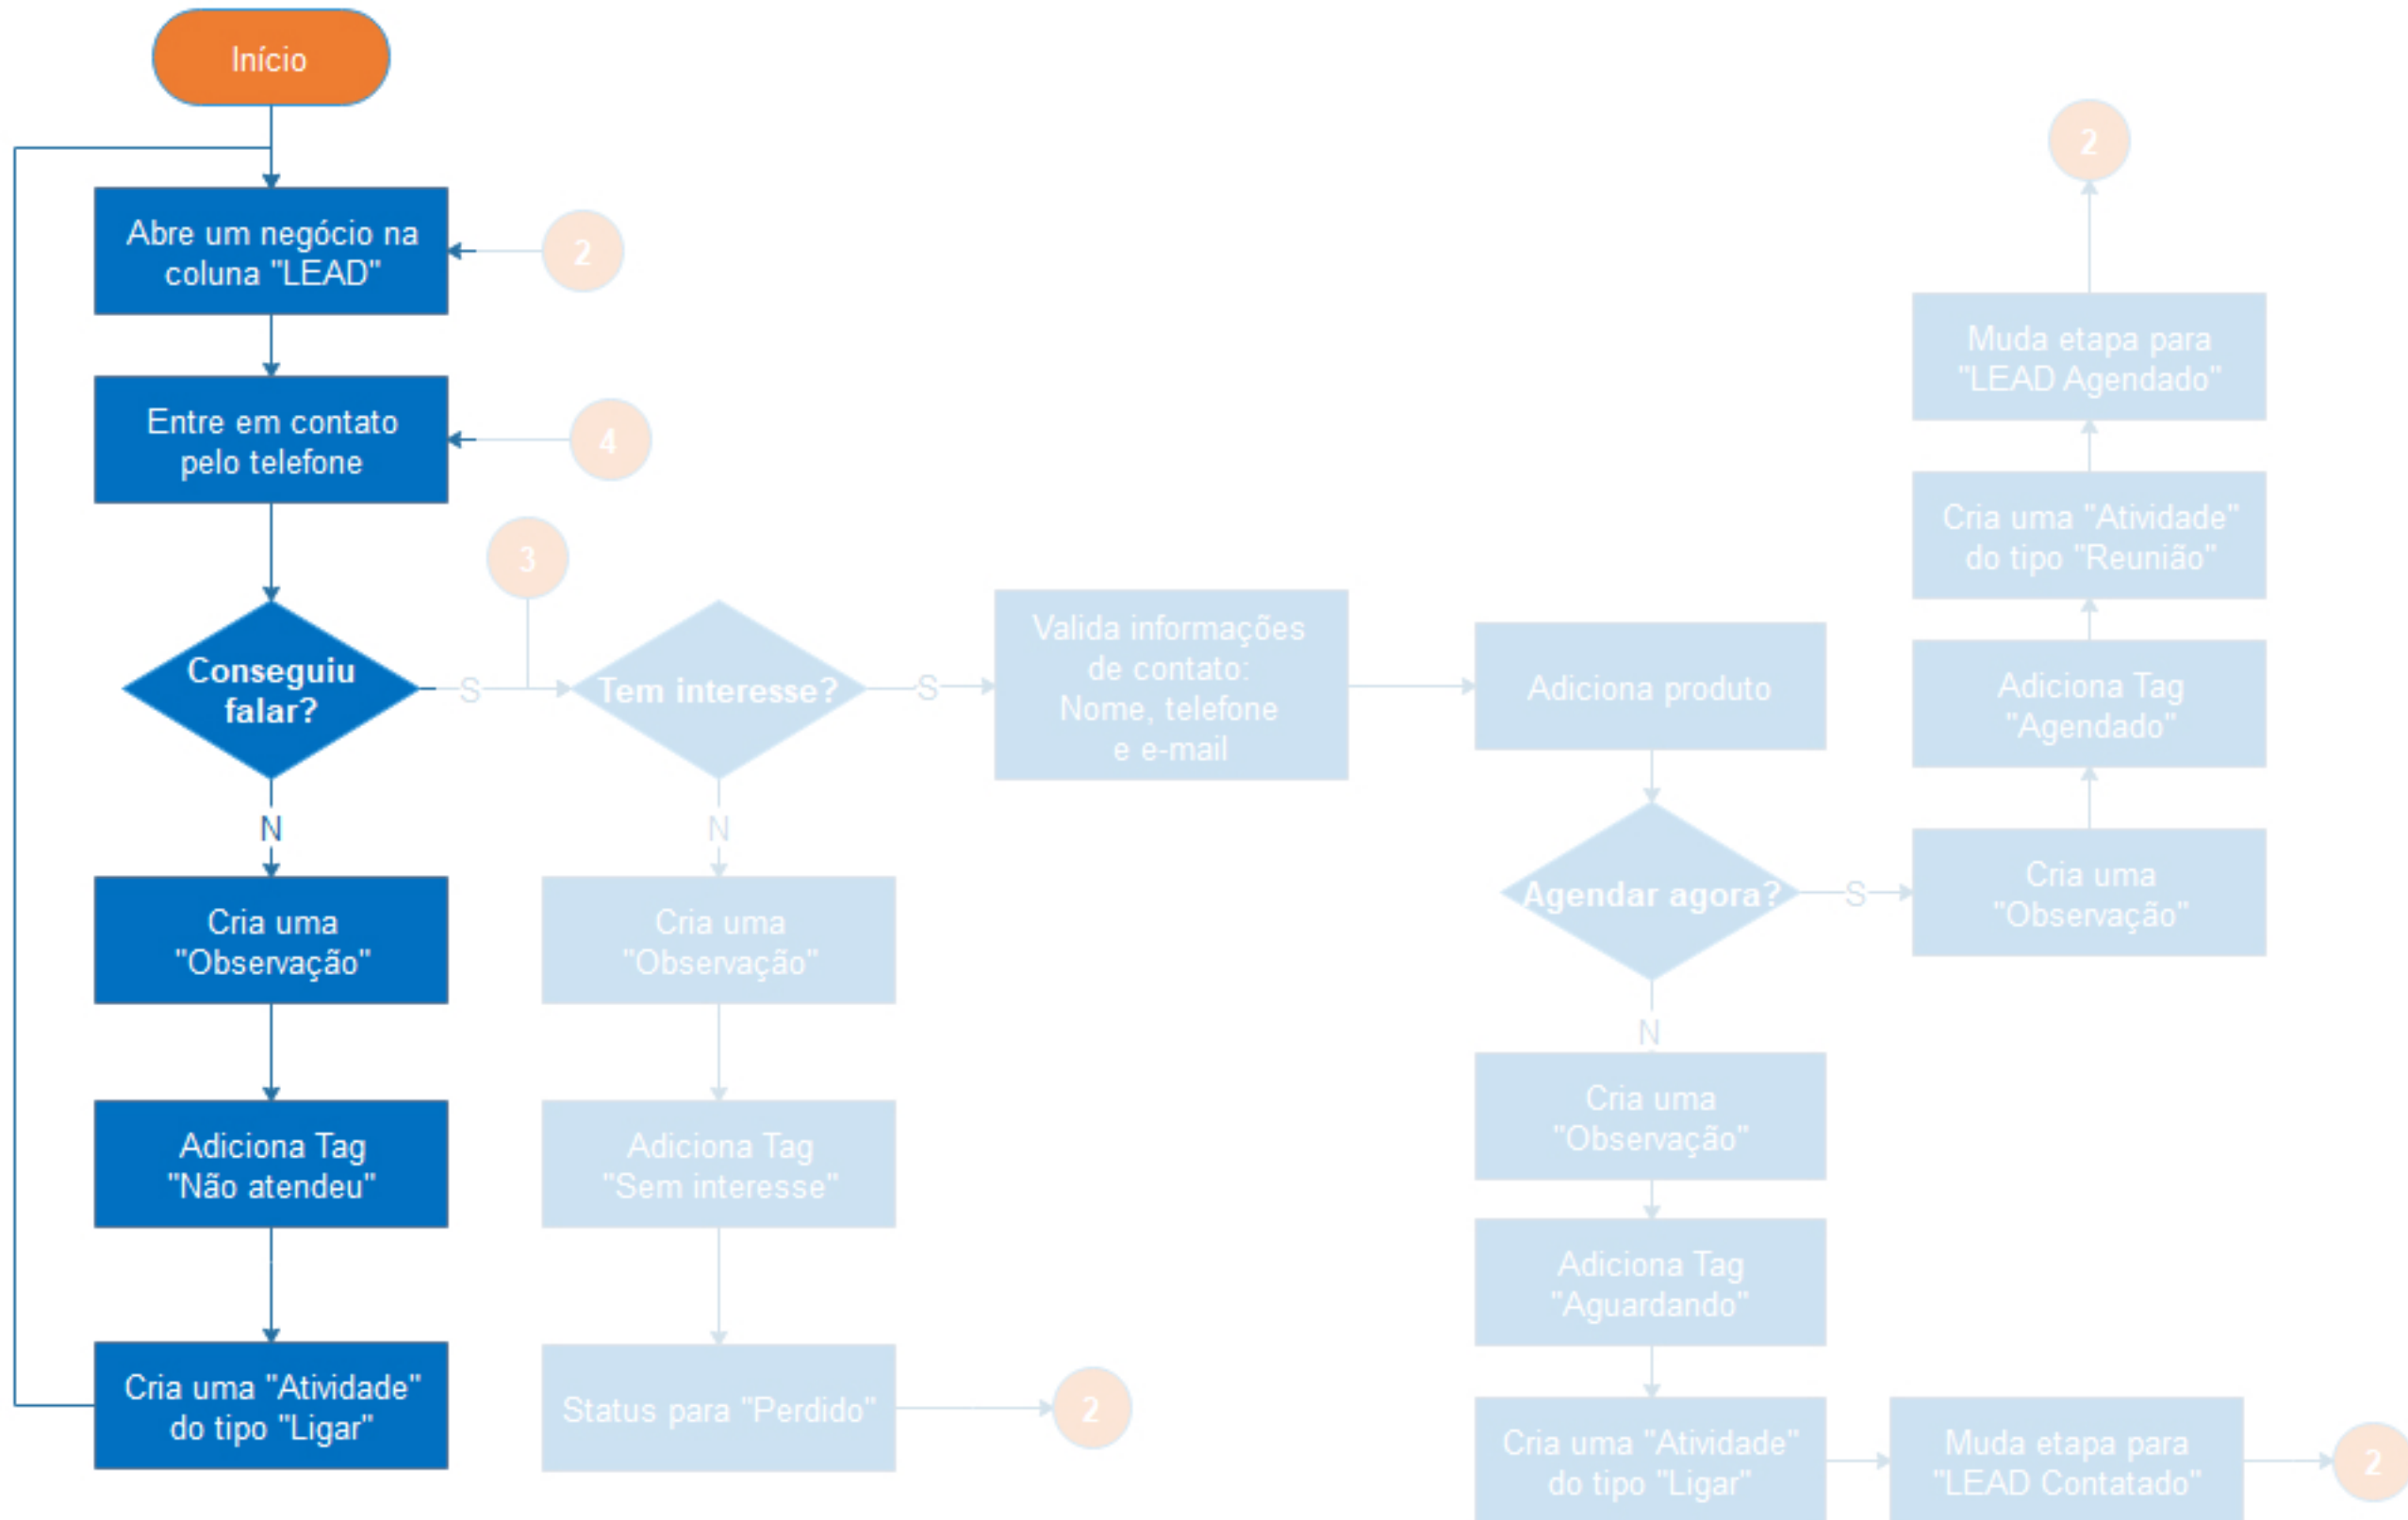 Início
Abre um negócio na
coluna "LEAD"
2
Entre em contato
pelo telefone
4
Conseguiu
falar?
S
3
N
Cria uma
"Observação"
Adiciona Tag
"Não atendeu"
Cria uma "Atividade"
do tipo "Ligar"
Tem interesse?
S
N
Cria uma
"Observação"
Adiciona Tag
"Sem interesse"
Status para "Perdido"
2
Valida informações
de contato:
Nome, telefone
e e-mail
Adiciona produto
Agendar agora?
S
N
Cria uma
"Observação"
Adiciona Tag
"Aguardando"
Cria uma "Atividade"
do tipo "Ligar"
Muda etapa para
"LEAD Contatado"
2
Cria uma
"Observação"
Adiciona Tag
"Agendado"
Cria uma "Atividade"
do tipo "Reunião"
Muda etapa para
"LEAD Agendado"
2